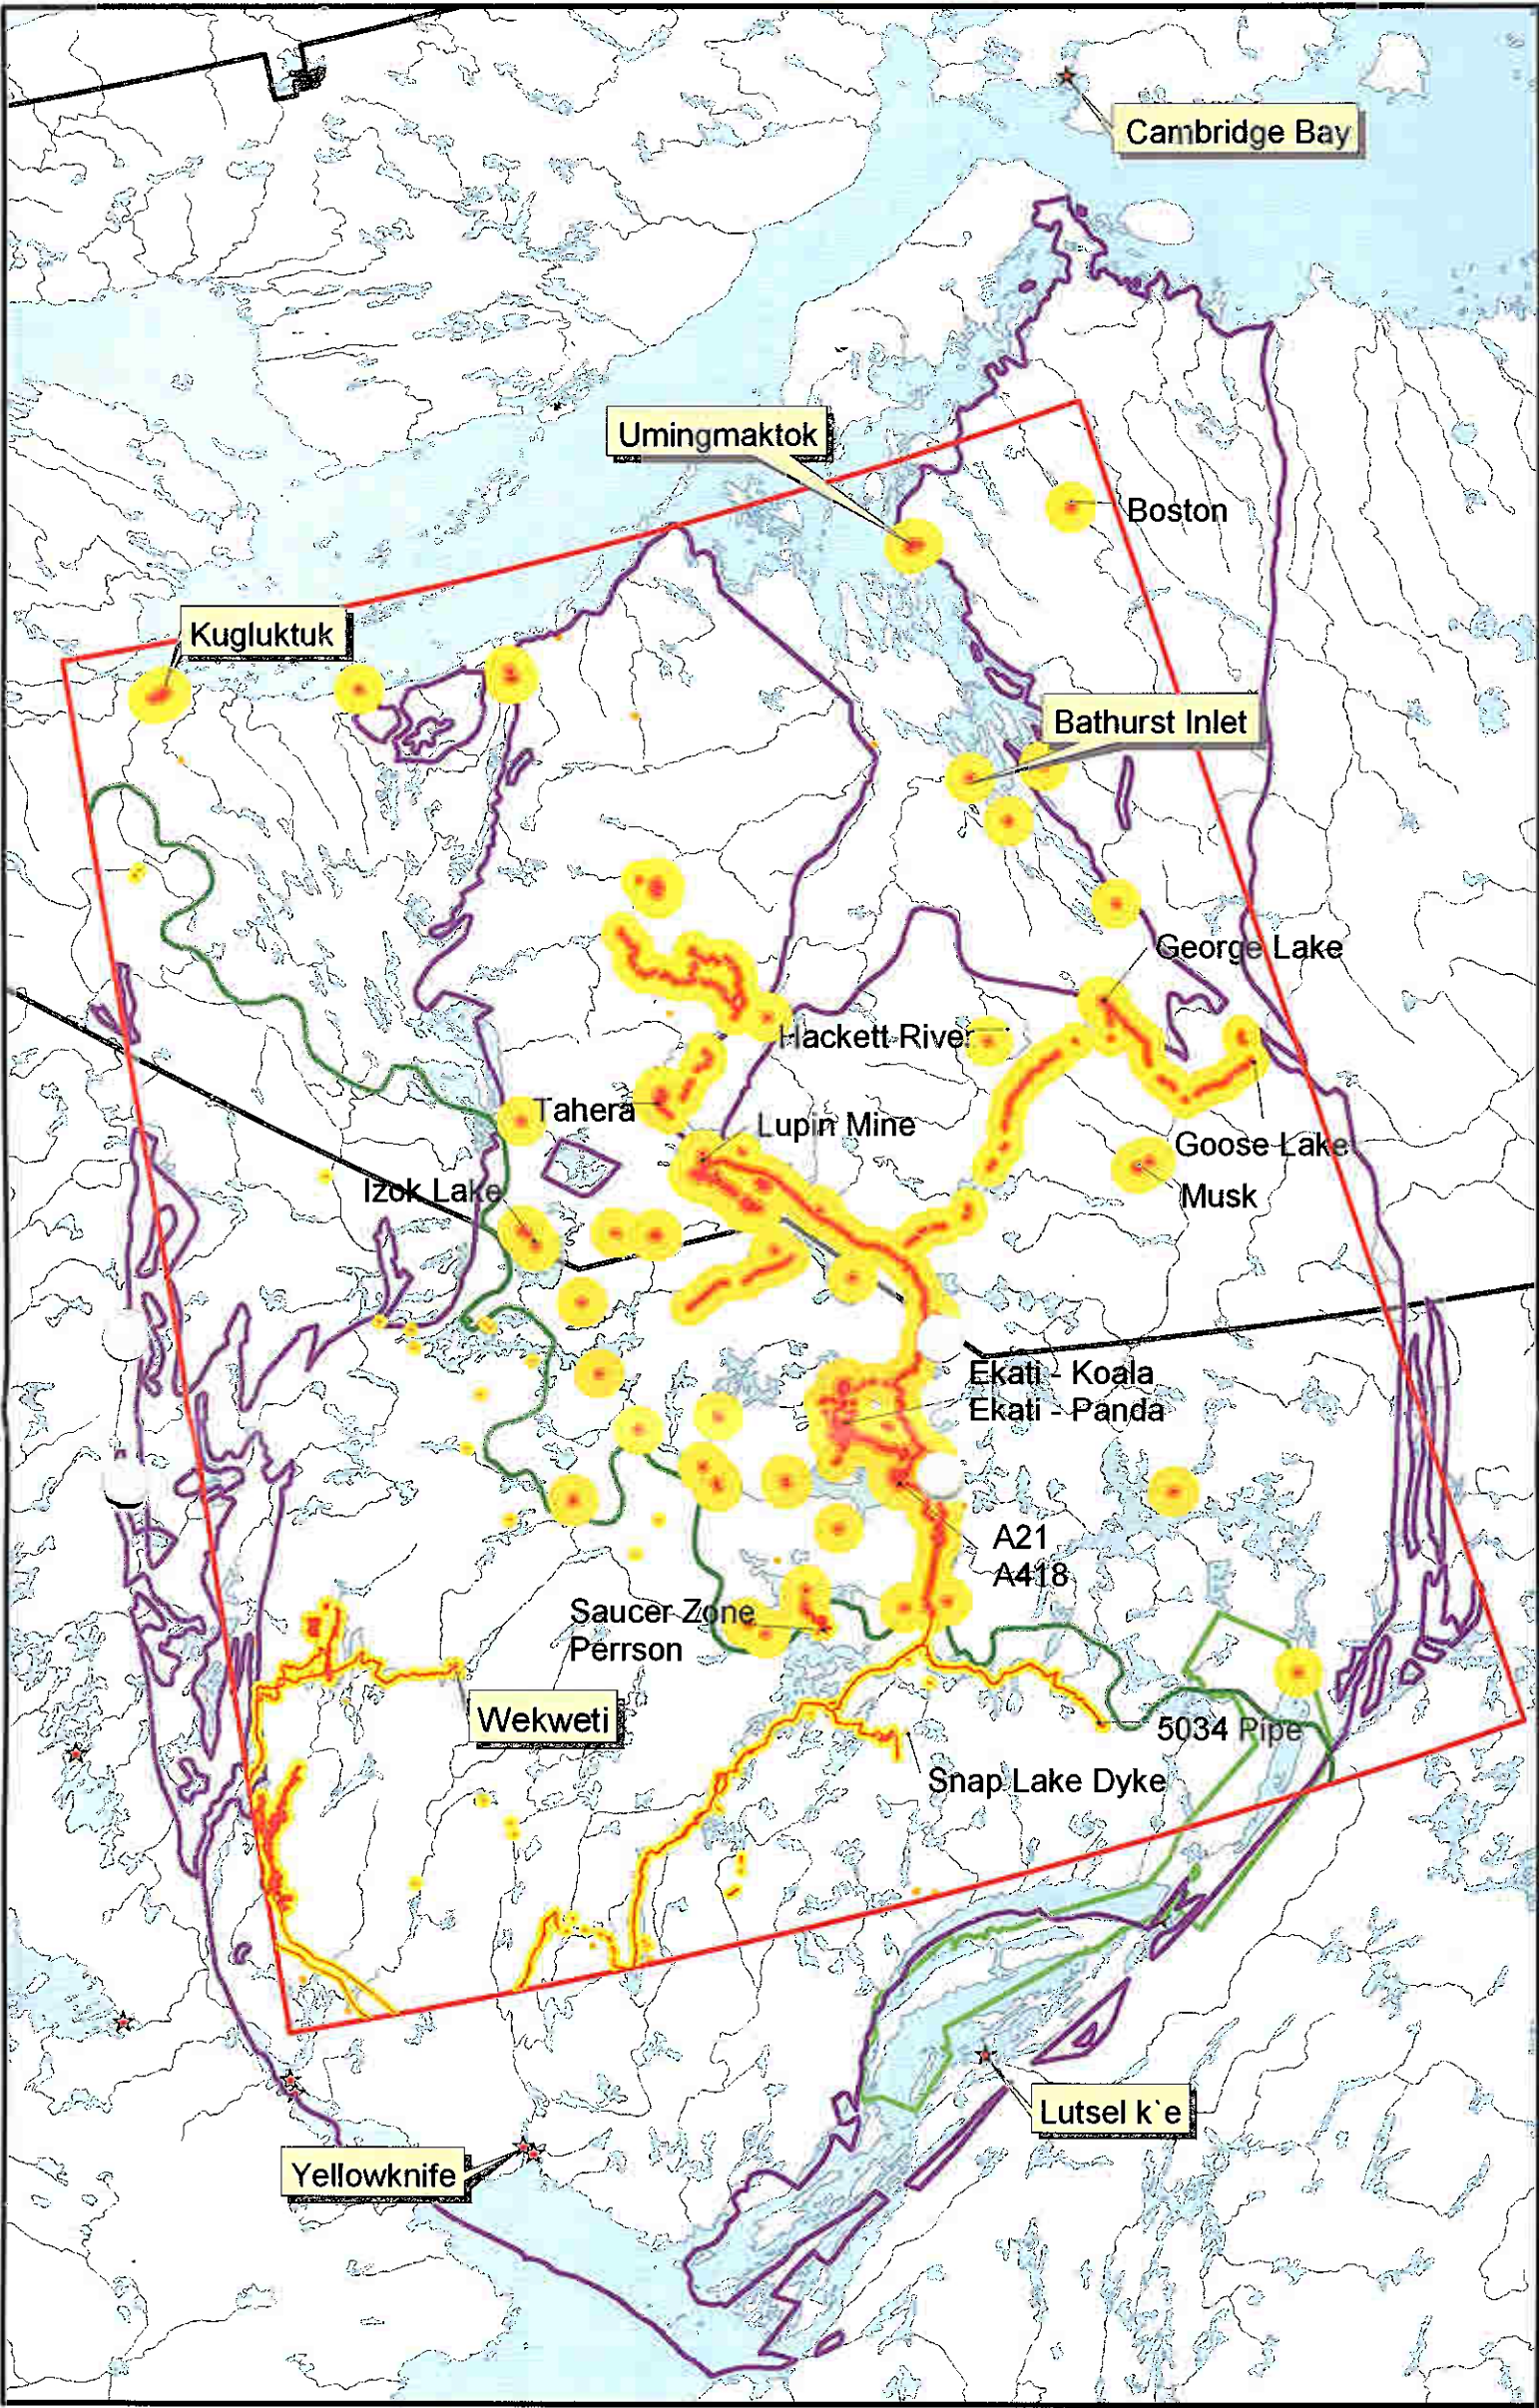 Cambridge Bay
Umingmaktok
Boston
Kugluktuk
Bathurst Inlet
George Lake
Hackett River
Tahera
Lupin Mine
Goose Lake
Izok Lake
Musk
Ekati - Koala
Ekati - Panda
A21
A418
Saucer Zone
Perrson
Wekweti
5034 Pipe
Snap Lake Dyke
Lutsel k`e
Yellowknife